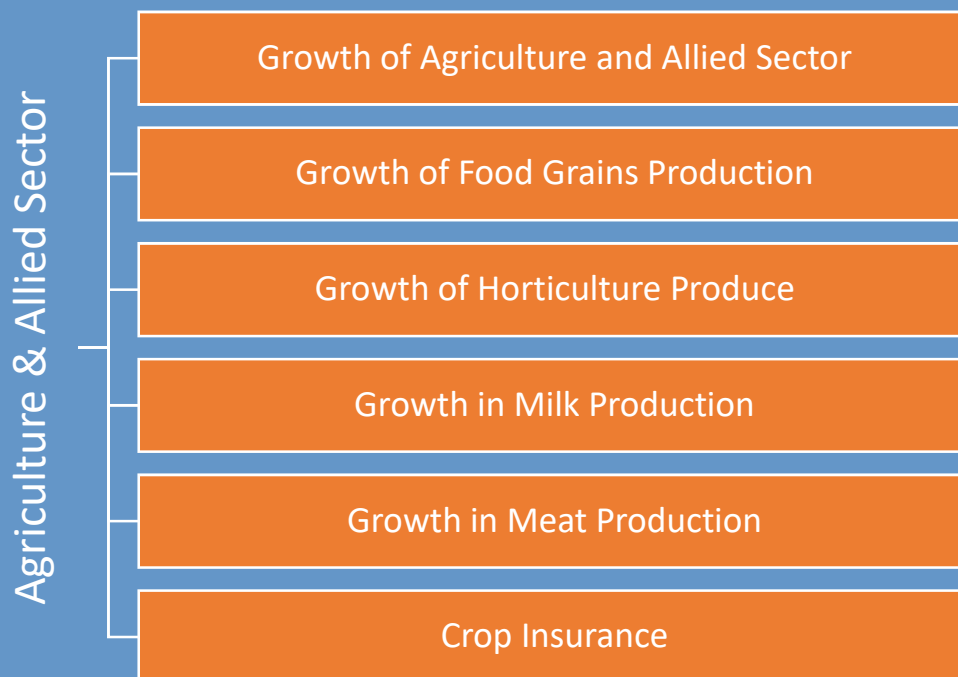 Agriculture & Allied Sector
Growth of Agriculture and Allied Sector
Growth of Food Grains Production
Growth of Horticulture Produce
Growth in Milk Production
Growth in Meat Production
Crop Insurance